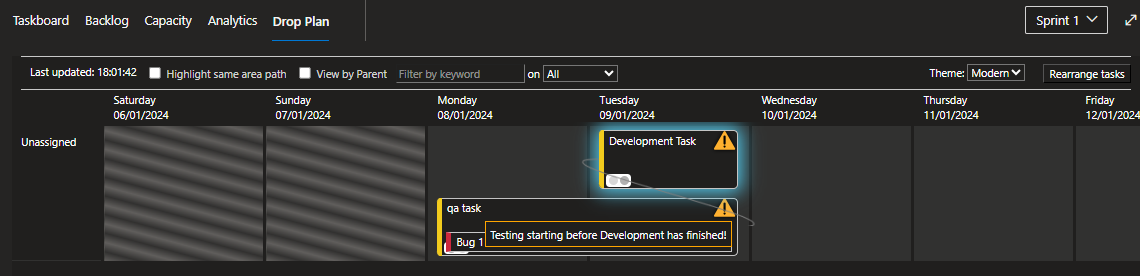 Taskboard Backlog Capacity Analytics Drop Plan Sprint 1
Last updated: 18:01:42 Highlight same area path View by Parent Filter by keyword on All Theme: Modern Rearrange tasks
Saturday Sunday Monday Tuesday Wednesday Thursday Friday
06/01/2024 07/01/2024 08/01/2024 09/01/2024 10/01/2024 11/01/2024 12/01/2024
Unassigned Development Task
qa task
Bug 1 Testing starting before Development has finished!